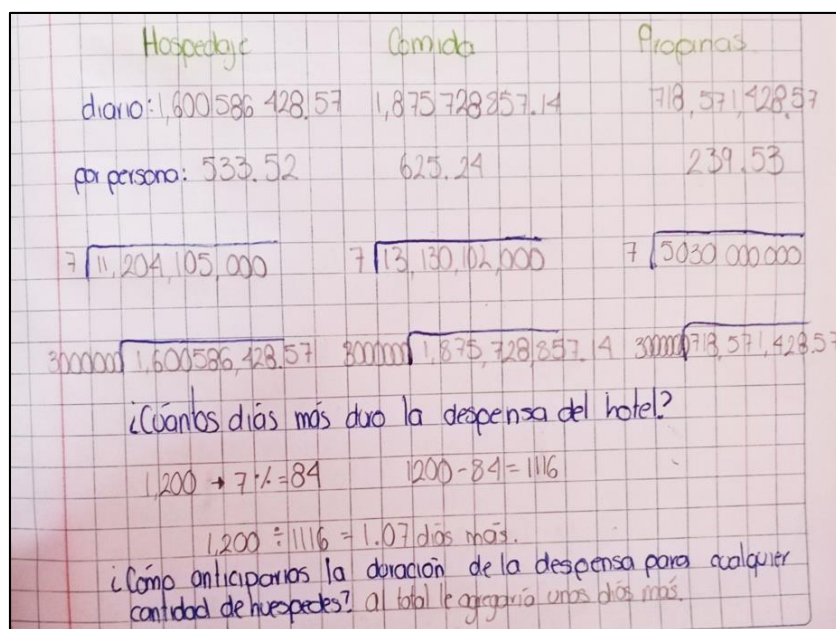 Hospedaje Comida Propinas
diario: 1,600 586 428.57 1,875 728 857.14 718,571,428.57
por persona: 533.52 625.24 239.53
7 11,204,105,000 7 13,130,102,000 7 5030 000 000
3000000 1,600586,428.57 3000000 1,875,728,857.14 3000000 718,571,428.57
¿Cuántos días más duo la despensa del hotel?
1,200 → 7% = 84 1200-84 = 1116
1,200 ÷ 1116 = 1.07 días más.
¿Cómo anticiparías la duración de la despensa para cualquier
cantidad de huespedes? al total le agregaría unos días más.